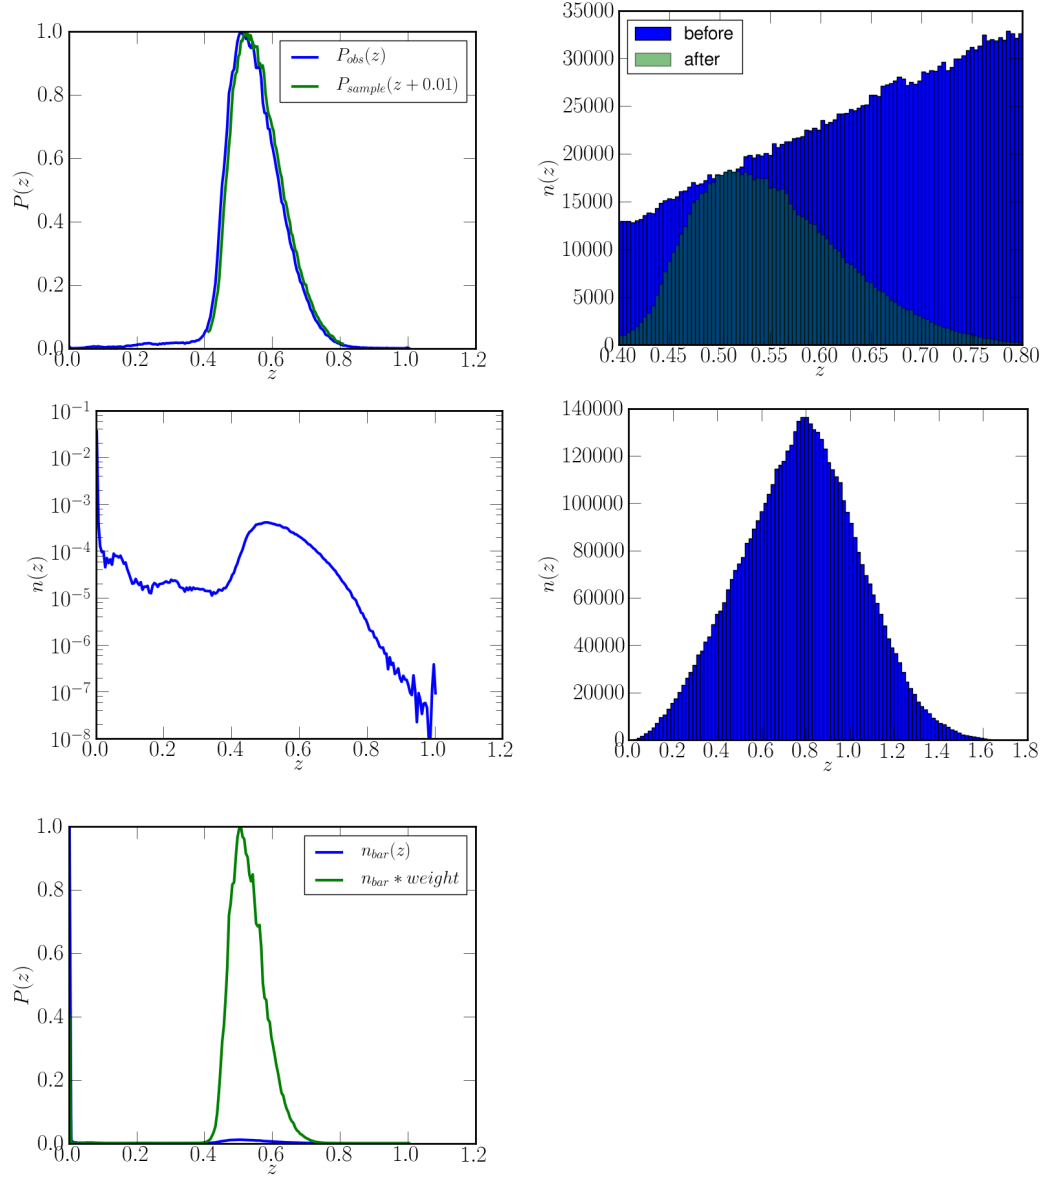 1.0
0.8
0.6
0.4
0.2
0.0
P(z)
0.0 0.2 0.4 0.6 0.8 1.0 1.2
z
P_obs(z)
P_sample(z + 0.01)
35000
30000
25000
20000
15000
10000
5000
0
n(z)
0.40 0.45 0.50 0.55 0.60 0.65 0.70 0.75 0.80
z
before
after
10^−1
10^−2
10^−3
10^−4
10^−5
10^−6
10^−7
10^−8
n(z)
0.0 0.2 0.4 0.6 0.8 1.0 1.2
z
140000
120000
100000
80000
60000
40000
20000
0
n(z)
0.0 0.2 0.4 0.6 0.8 1.0 1.2 1.4 1.6 1.8
z
1.0
0.8
0.6
0.4
0.2
0.0
P(z)
0.0 0.2 0.4 0.6 0.8 1.0 1.2
z
n_bar(z)
n_bar * weight